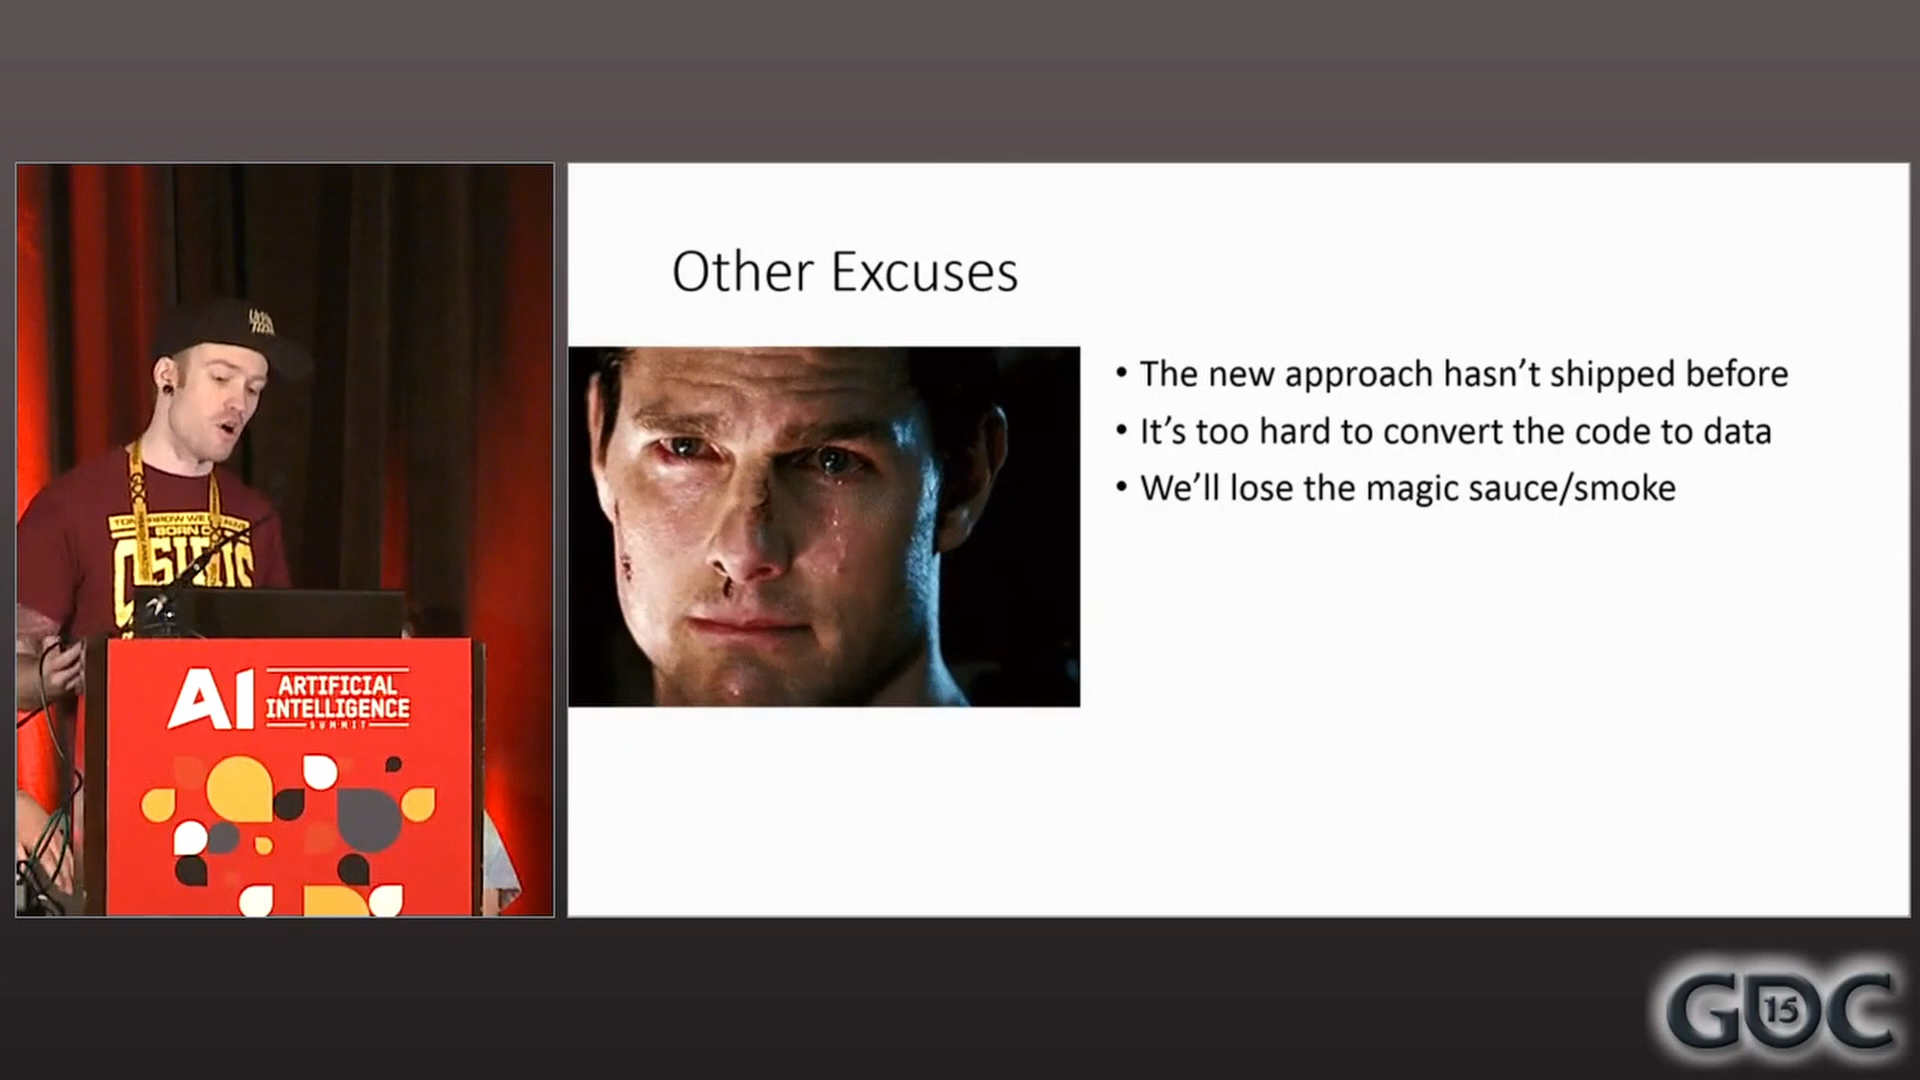 Other Excuses
• The new approach hasn't shipped before
• It's too hard to convert the code to data
• We'll lose the magic sauce/smoke
BORN
AI
ARTIFICIAL
INTELLIGENCE
SUMMIT
GDC
15